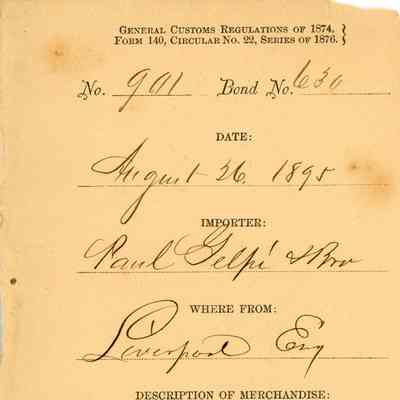 GENERAL CUSTOMS REGULATIONS OF 1874.
FORM 140, CIRCULAR NO. 22, SERIES OF 1876.
No. 901 Bond No. 630
DATE:
August 26. 1895
IMPORTER:
Paul Gelpi & Bro
WHERE FROM:
Liverpool Eng
DESCRIPTION OF MERCHANDISE: